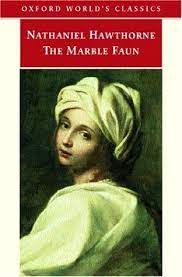 OXFORD WORLD'S CLASSICS
NATHANIEL HAWTHORNE
THE MARBLE FAUN